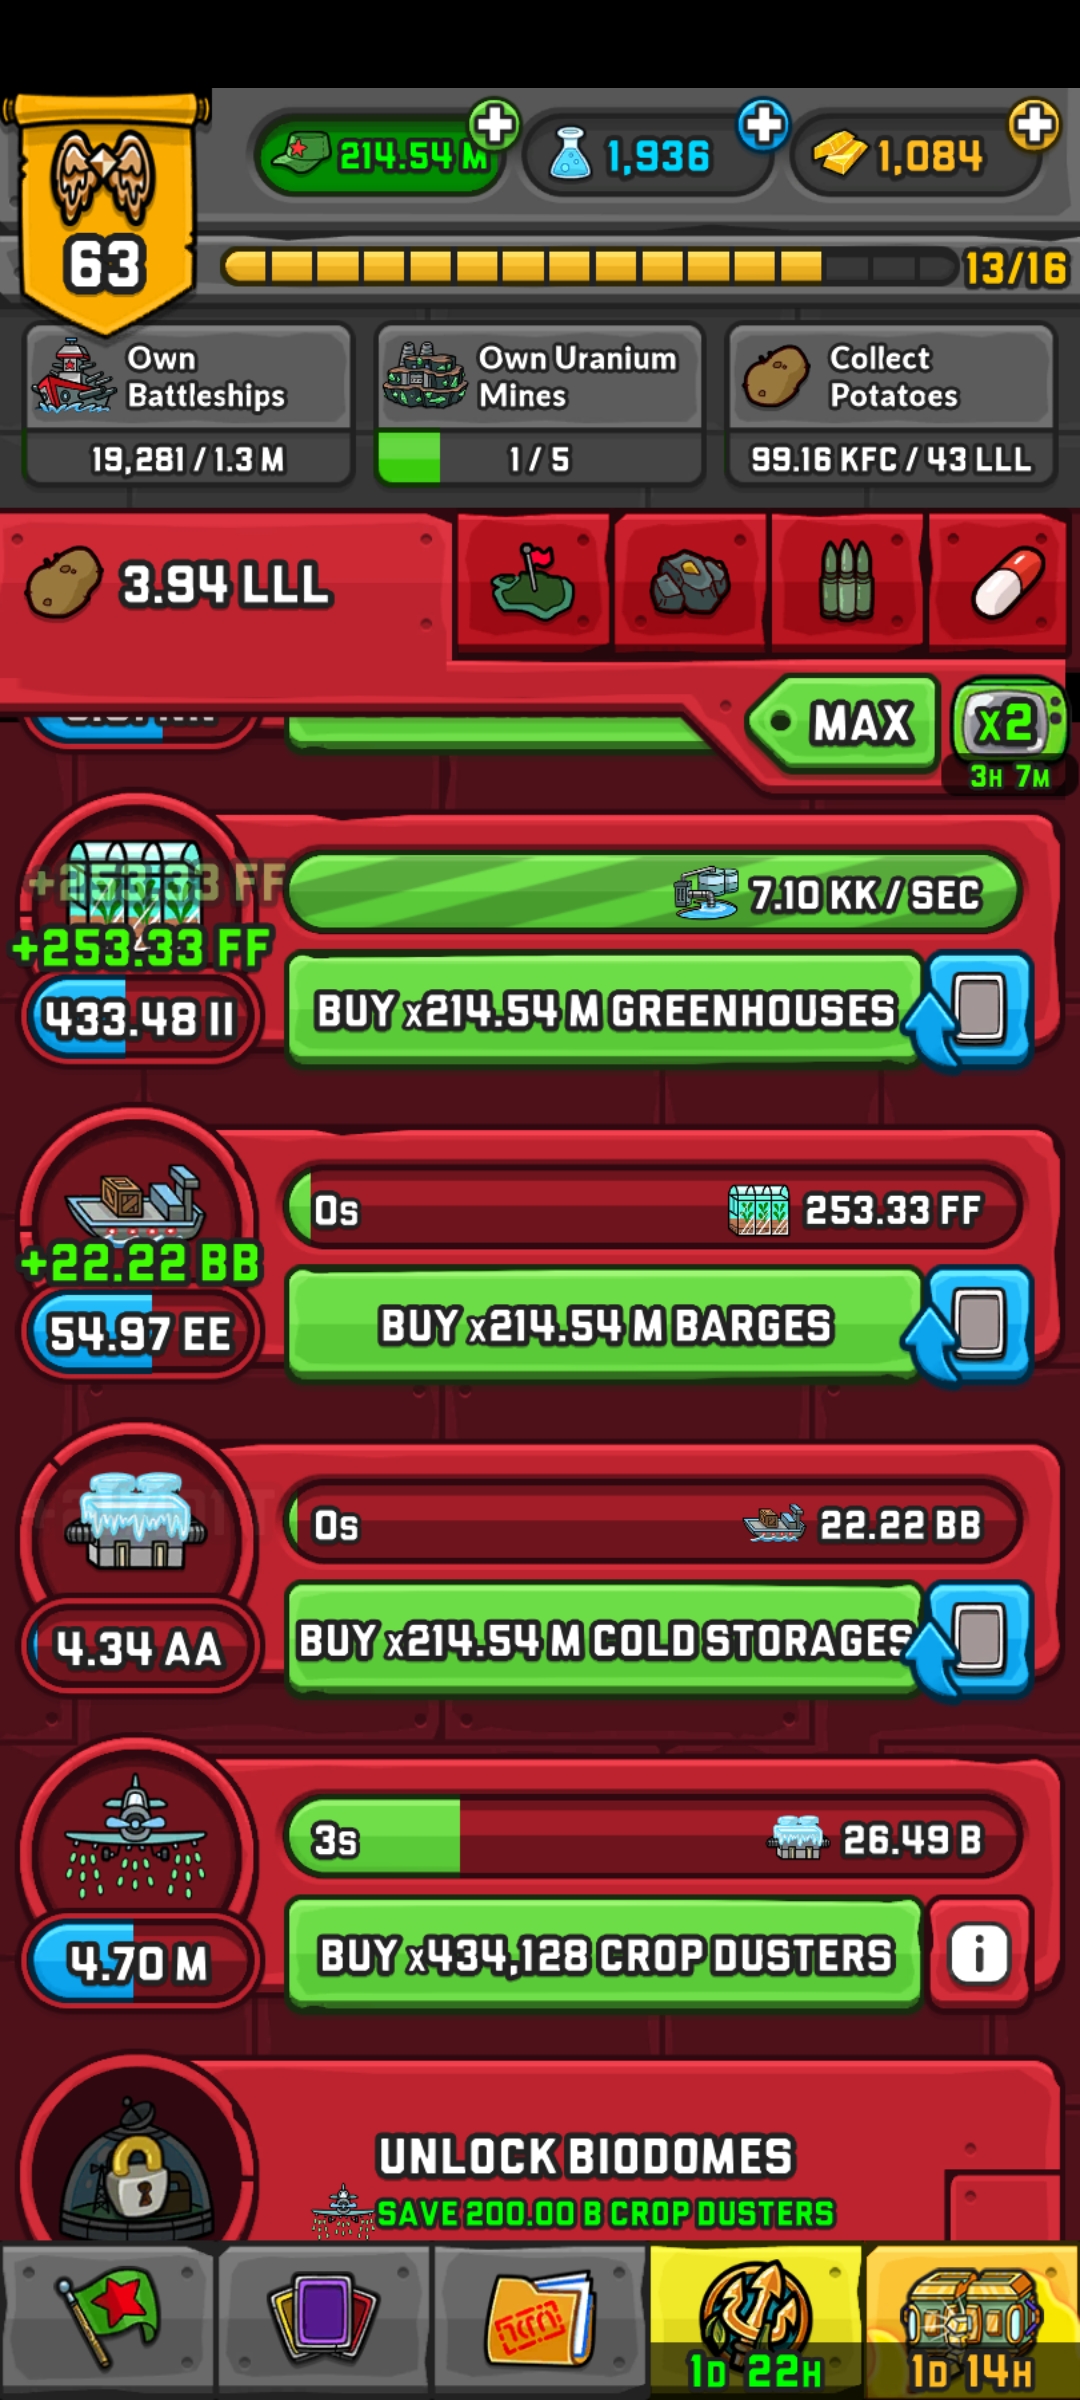 214.54 M
1,936
1,084
63
13/16
Own Battleships
19,281 / 1.3 M
Own Uranium Mines
1 / 5
Collect Potatoes
99.16 KFC / 43 LLL
3.94 LLL
MAX
x2
3H 7M
+253.33 FF
+253.33 FF
7.10 KK / SEC
433.48 II
BUY x214.54 M GREENHOUSES
0s
253.33 FF
+22.22 BB
54.97 EE
BUY x214.54 M BARGES
0s
22.22 BB
4.34 AA
BUY x214.54 M COLD STORAGES
3s
26.49 B
4.70 M
BUY x434,128 CROP DUSTERS
i
UNLOCK BIODOMES
SAVE 200.00 B CROP DUSTERS
1D 22H
1D 14H